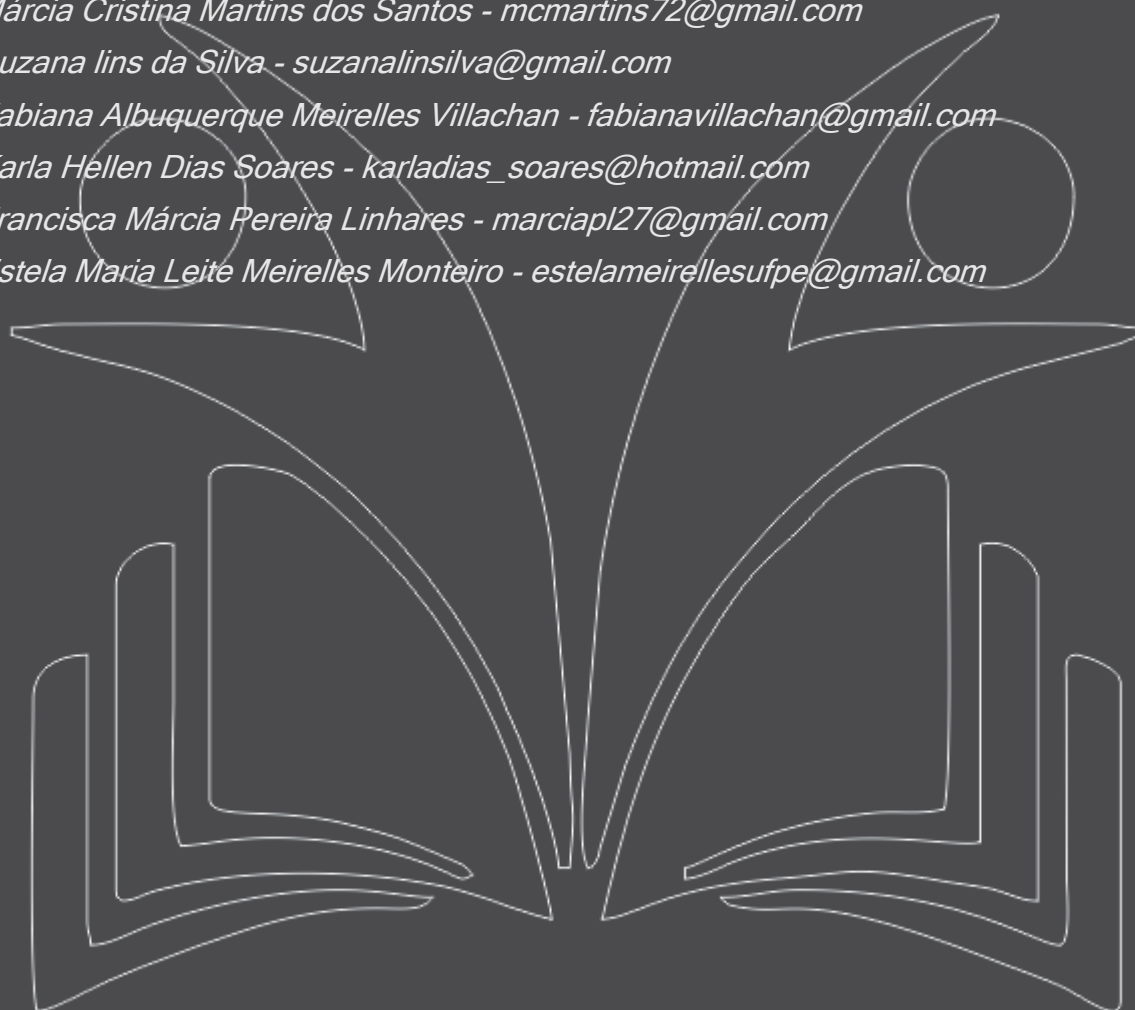 árcia Cristina Martins dos Santos - mcmartins72@gmail.com
uzana lins da Silva - suzanalinsilva@gmail.com
abiana Albuquerque Meirelles Villachan - fabianavillachan@gmail.com
arla Hellen Dias Soares - karladias_soares@hotmail.com
rancisca Márcia Pereira Linhares - marciapl27@gmail.com
stela Maria Leite Meirelles Monteiro - estelameirellesufpe@gmail.com